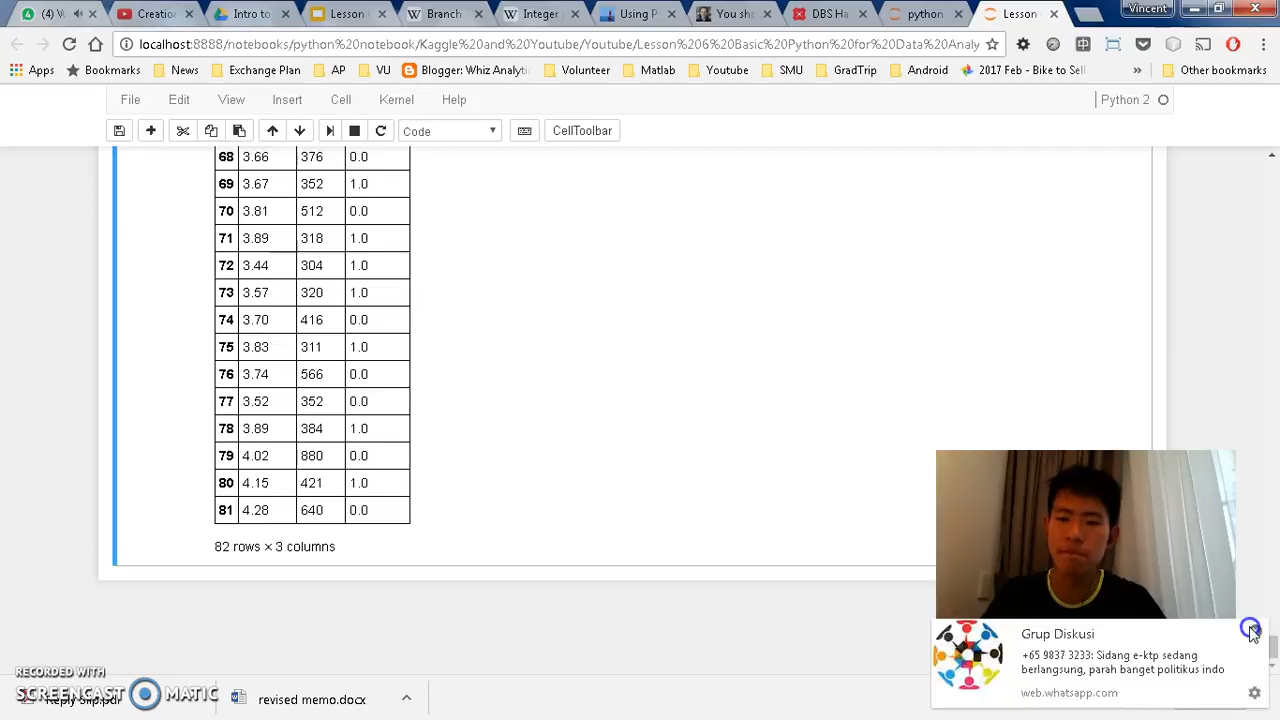 Creation
Intro to
Lesson
Brand
Integer
Using P
You sho
DBS Ha
python
Lesson
Vincent
localhost:8888/notebooks/python%20notebook/Kaggle%20and%20Youtube/Youtube/Lesson%206%20Basic%20Python%20for%20Data%20Analy
Apps Bookmarks News Exchange Plan AP VU Blogger: Whiz Analytic Volunteer Matlab Youtube SMU GradTrip Android 2017 Feb - Bike to Sell » Other bookmarks
File Edit View Insert Cell Kernel Help Python 2
Code CellToolbar
68 3.66 376 0.0
69 3.67 352 1.0
70 3.81 512 0.0
71 3.89 318 1.0
72 3.44 304 1.0
73 3.57 320 1.0
74 3.70 416 0.0
75 3.83 311 1.0
76 3.74 566 0.0
77 3.52 352 0.0
78 3.89 384 1.0
79 4.02 880 0.0
80 4.15 421 1.0
81 4.28 640 0.0
82 rows × 3 columns
Grup Diskusi
+65 9837 3233: Sidang e-ktp sedang
berlangsung, parah banget politikus indo
web.whatsapp.com
RECORDED WITH
SCREENCAST MATIC
Reply Slip.pdf
revised memo.docx